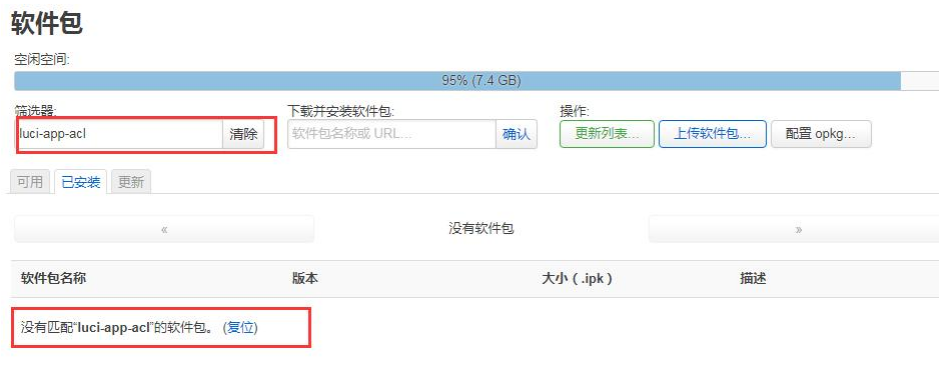 软件包
空闲空间:
95% (7.4 GB)
筛选器: 下载并安装软件包: 操作:
luci-app-acl 清除 软件包名称或 URL... 确认 更新列表... 上传软件包... 配置 opkg...
可用 已安装 更新
« 没有软件包 »
软件包名称 版本 大小 ( .ipk ) 描述
没有匹配“luci-app-acl”的软件包。 (复位)